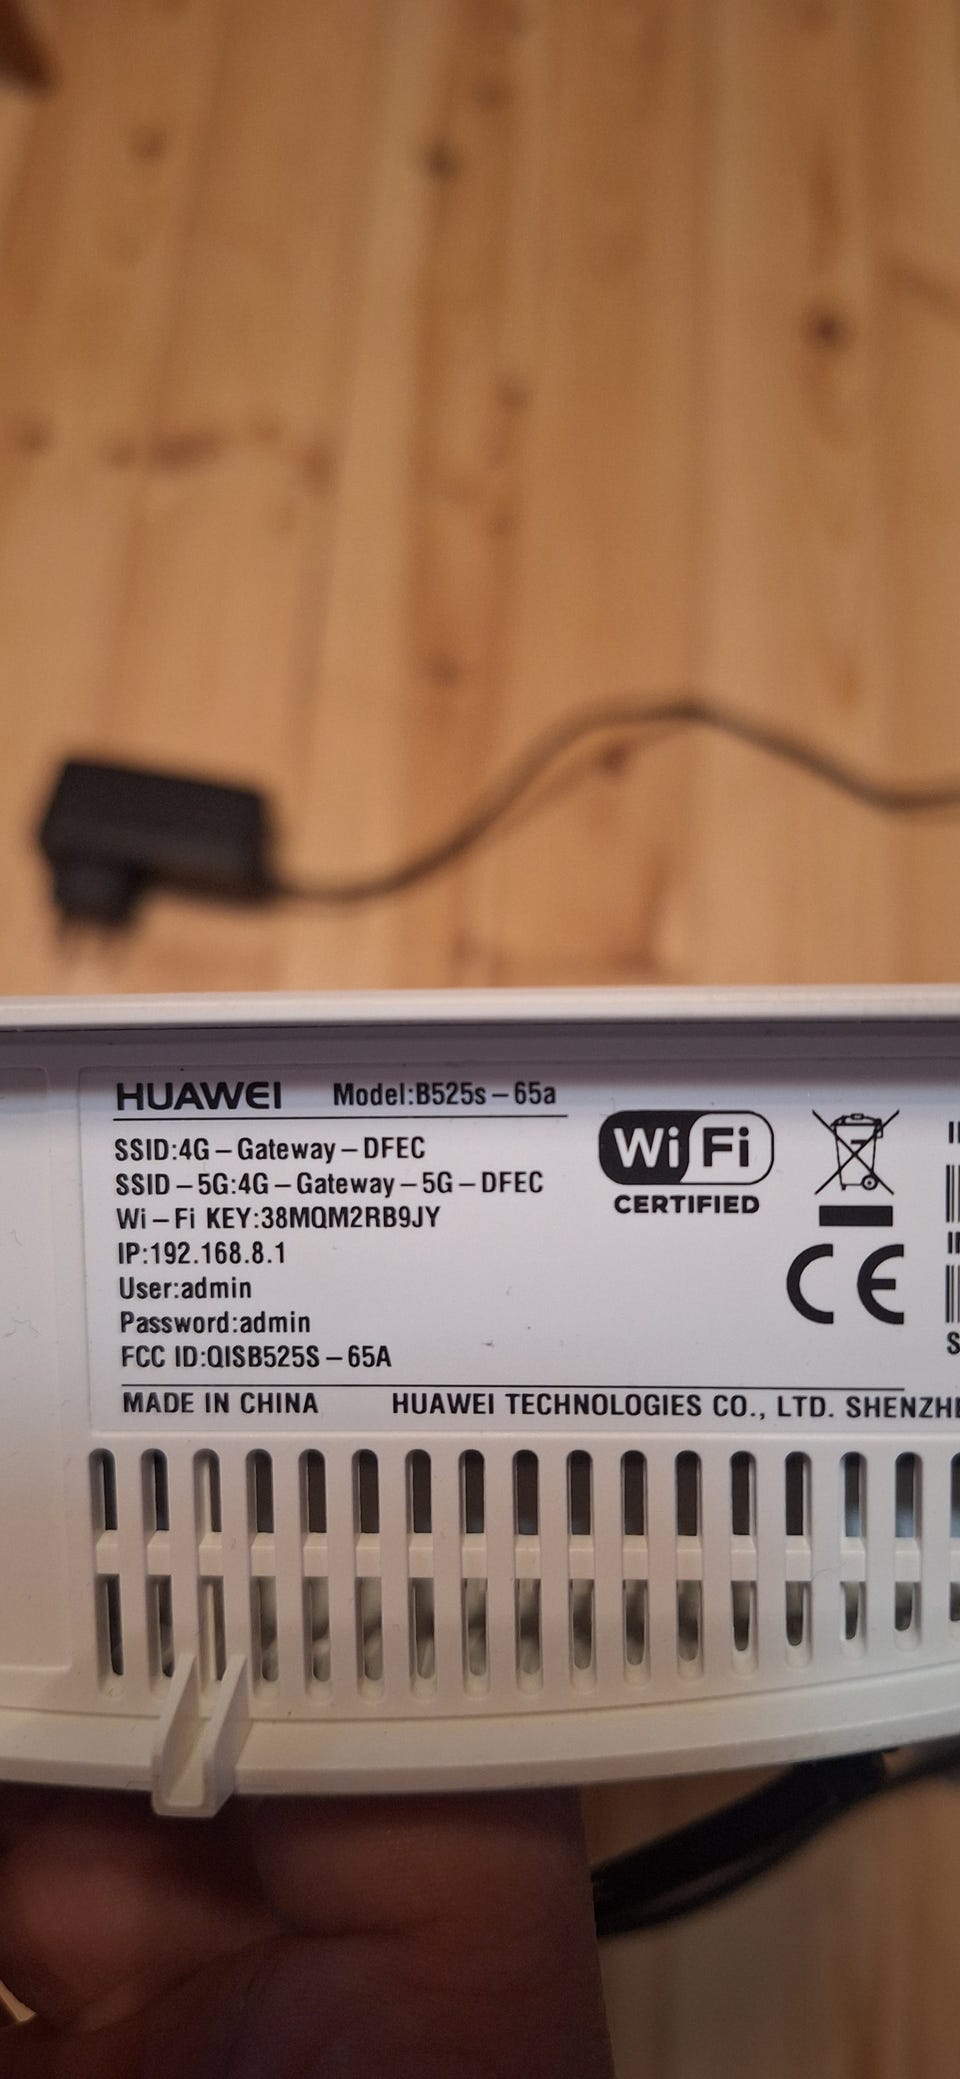 HUAWEI Model:B525s-65a
SSID:4G-Gateway-DFEC
SSID-5G:4G-Gateway-5G-DFEC
Wi-Fi KEY:38MQM2RB9JY
IP:192.168.8.1
User:admin
Password:admin
FCC ID:QISB525S-65A
WiFi
CERTIFIED
CE
MADE IN CHINA HUAWEI TECHNOLOGIES CO., LTD.